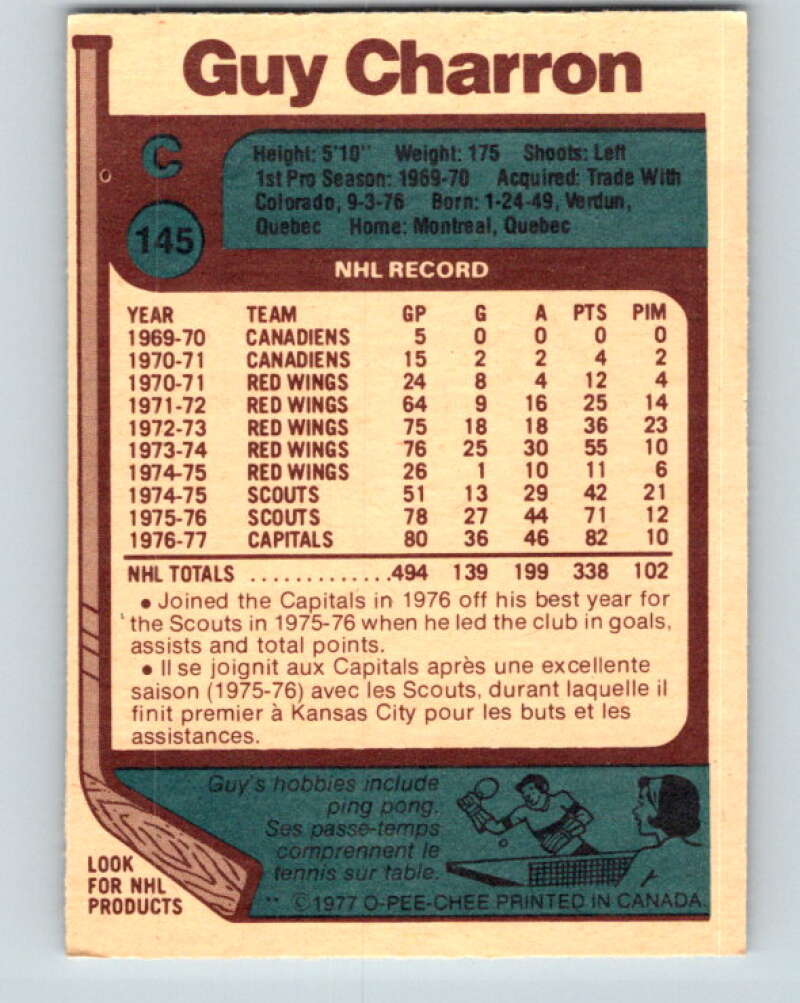 Guy Charron
C
145
Height: 5'10" Weight: 175 Shoots: Left
1st Pro Season: 1969-70 Acquired: Trade With
Colorado, 9-3-76 Born: 1-24-49, Verdun,
Quebec Home: Montreal, Quebec
NHL RECORD
YEAR TEAM GP G A PTS PIM
1969-70 CANADIENS 5 0 0 0 0
1970-71 CANADIENS 15 2 2 4 2
1970-71 RED WINGS 24 8 4 12 4
1971-72 RED WINGS 64 9 16 25 14
1972-73 RED WINGS 75 18 18 36 23
1973-74 RED WINGS 76 25 30 55 10
1974-75 RED WINGS 26 1 10 11 6
1974-75 SCOUTS 51 13 29 42 21
1975-76 SCOUTS 78 27 44 71 12
1976-77 CAPITALS 80 36 46 82 10
NHL TOTALS .............494 139 199 338 102
• Joined the Capitals in 1976 off his best year for
the Scouts in 1975-76 when he led the club in goals,
assists and total points.
• Il se joignit aux Capitals après une excellente
saison (1975-76) avec les Scouts, durant laquelle il
finit premier à Kansas City pour les buts et les
assistances.
Guy's hobbies include
ping pong.
Ses passe-temps
comprennent le
tennis sur table.
LOOK
FOR NHL
PRODUCTS
** ©1977 O-PEE-CHEE PRINTED IN CANADA.